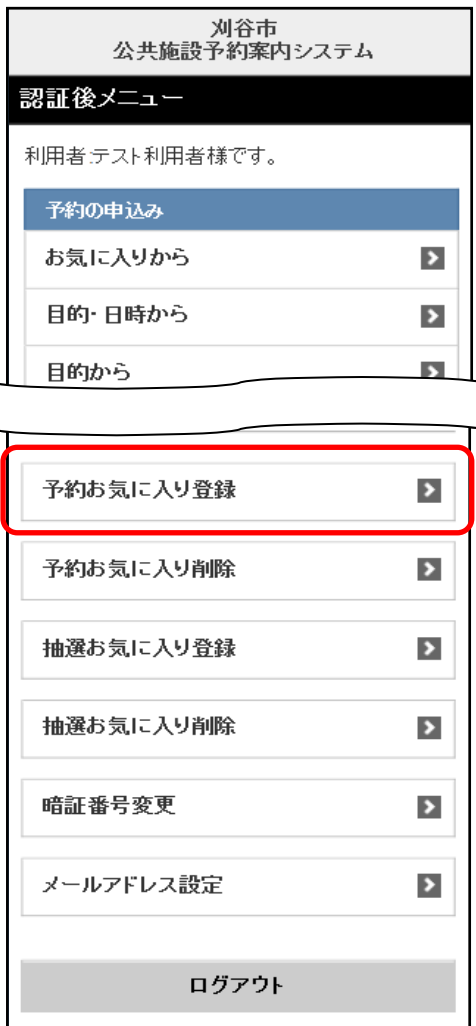 刈谷市
公共施設予約案内システム
認証後メニュー
利用者:テスト利用者様です。
予約の申込み
お気に入りから
目的・日時から
目的から
予約お気に入り登録
予約お気に入り削除
抽選お気に入り登録
抽選お気に入り削除
暗証番号変更
メールアドレス設定
ログアウト